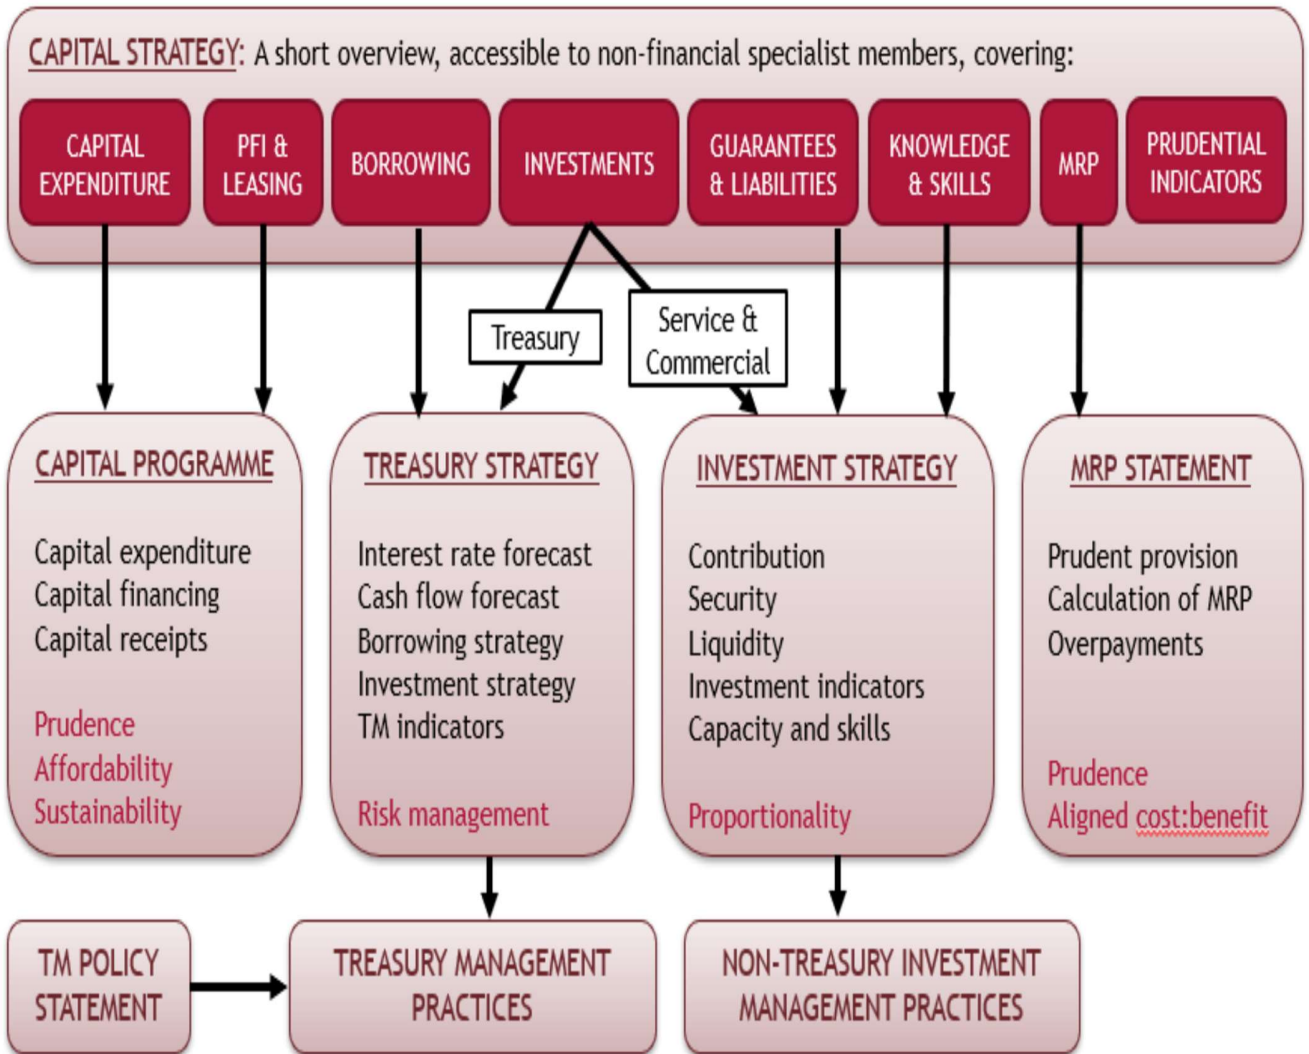 CAPITAL STRATEGY: A short overview, accessible to non-financial specialist members, covering:
CAPITAL
EXPENDITURE
PFI &
LEASING
BORROWING
INVESTMENTS
GUARANTEES
& LIABILITIES
KNOWLEDGE
& SKILLS
MRP
PRUDENTIAL
INDICATORS
Treasury
Service &
Commercial
CAPITAL PROGRAMME
Capital expenditure
Capital financing
Capital receipts
Prudence
Affordability
Sustainability
TREASURY STRATEGY
Interest rate forecast
Cash flow forecast
Borrowing strategy
Investment strategy
TM indicators
Risk management
INVESTMENT STRATEGY
Contribution
Security
Liquidity
Investment indicators
Capacity and skills
Proportionality
MRP STATEMENT
Prudent provision
Calculation of MRP
Overpayments
Prudence
Aligned cost:benefit
TM POLICY
STATEMENT
TREASURY MANAGEMENT
PRACTICES
NON-TREASURY INVESTMENT
MANAGEMENT PRACTICES